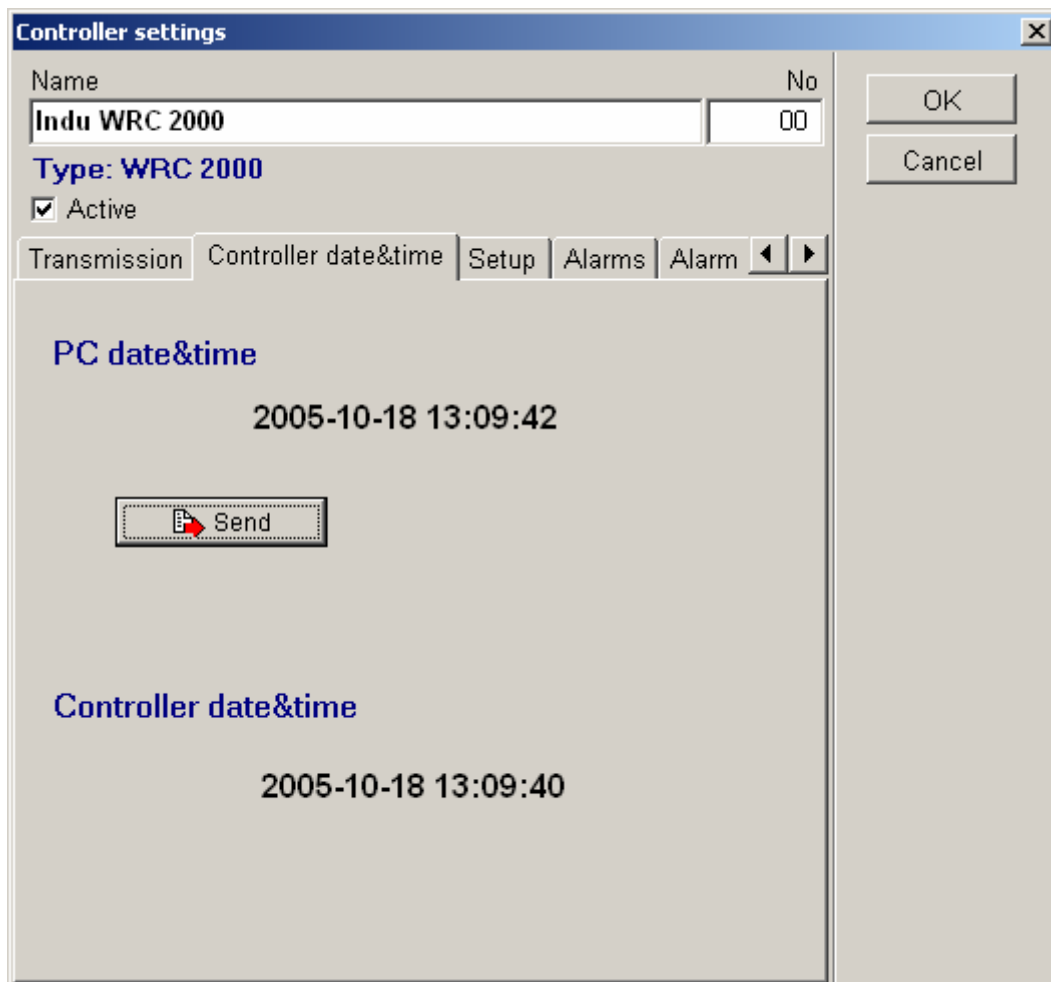 Controller settings
Name No
Indu WRC 2000 00
Type: WRC 2000
Active
Transmission Controller date&time Setup Alarms Alarm
PC date&time
2005-10-18 13:09:42
Send
Controller date&time
2005-10-18 13:09:40
OK
Cancel